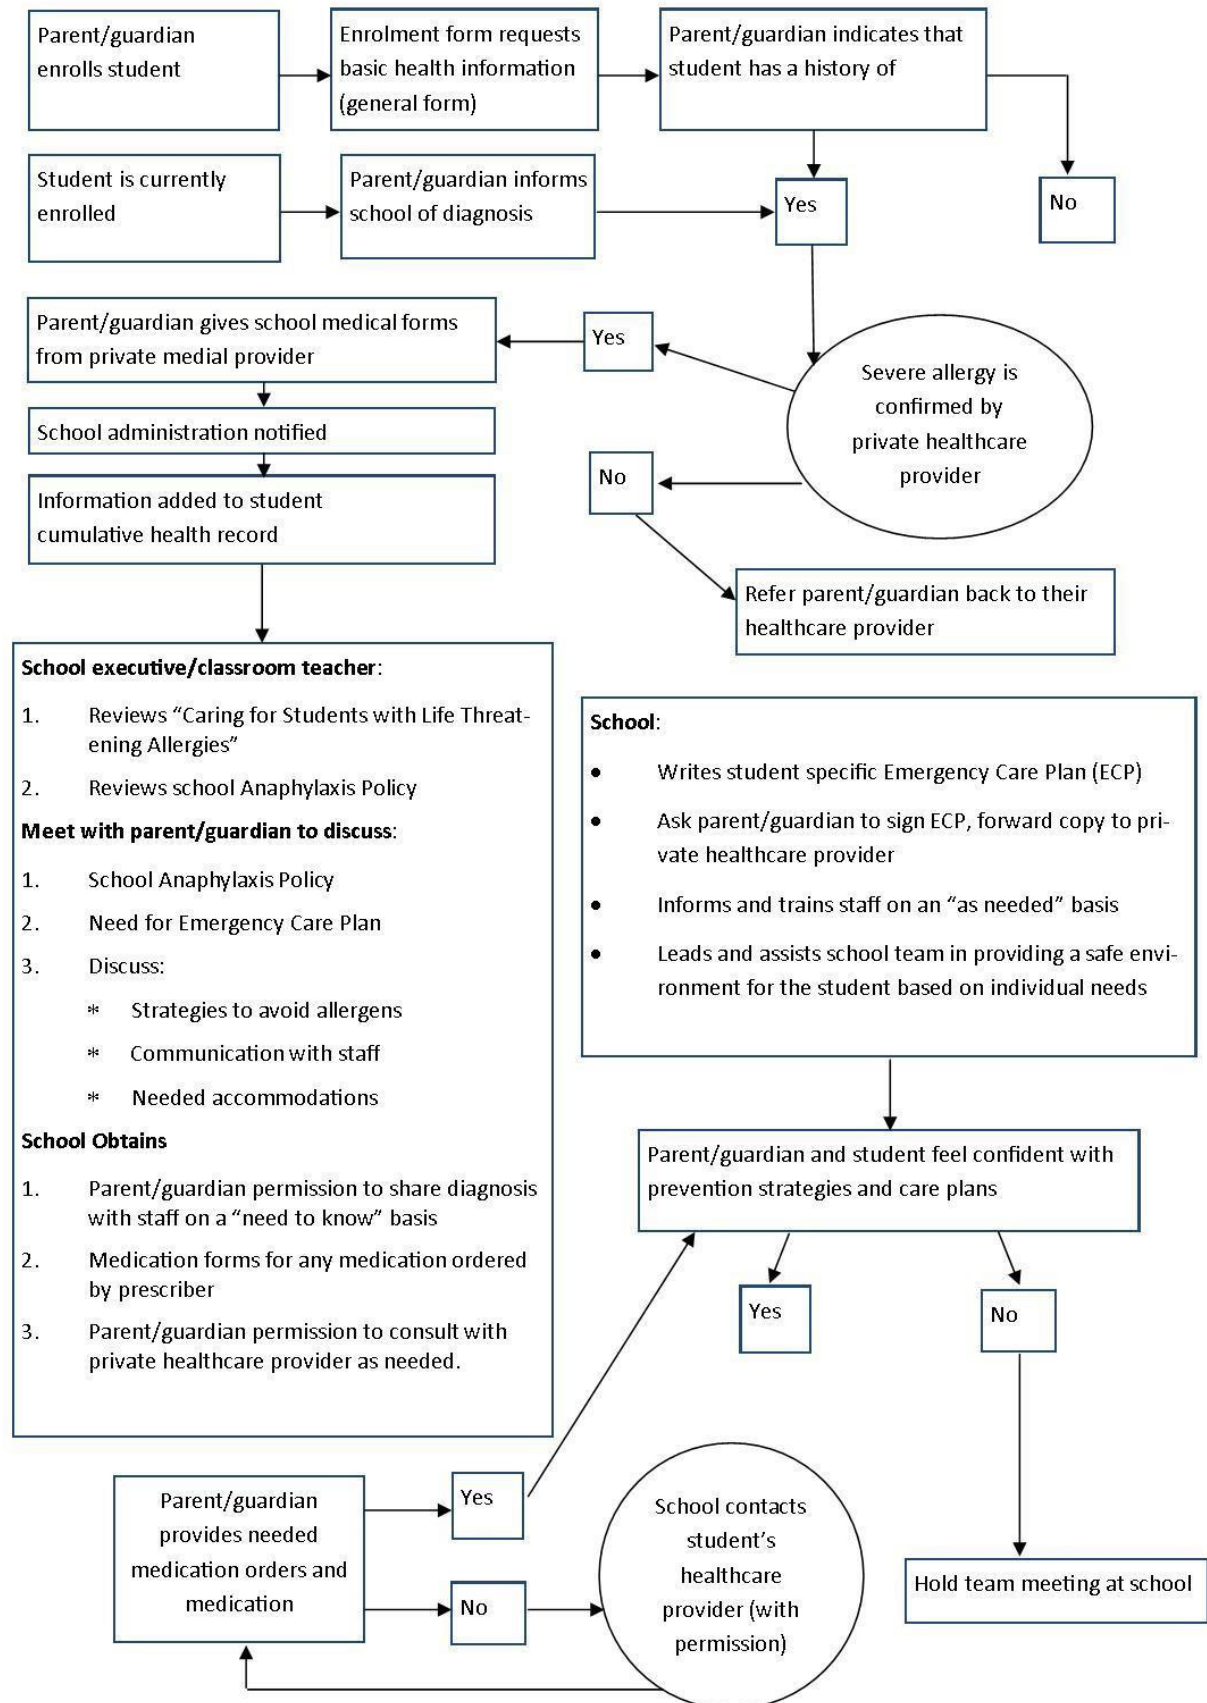 Parent/guardian
enrolls student
Enrolment form requests
basic health information
(general form)
Parent/guardian indicates that
student has a history of
Student is currently
enrolled
Parent/guardian informs
school of diagnosis
Yes
No
Parent/guardian gives school medical forms
from private medial provider
Yes
Severe allergy is
confirmed by
private healthcare
provider
School administration notified
No
Information added to student
cumulative health record
Refer parent/guardian back to their
healthcare provider
School executive/classroom teacher:
1. Reviews “Caring for Students with Life Threat-
ening Allergies”
2. Reviews school Anaphylaxis Policy
Meet with parent/guardian to discuss:
1. School Anaphylaxis Policy
2. Need for Emergency Care Plan
3. Discuss:
* Strategies to avoid allergens
* Communication with staff
* Needed accommodations
School Obtains
1. Parent/guardian permission to share diagnosis
with staff on a “need to know” basis
2. Medication forms for any medication ordered
by prescriber
3. Parent/guardian permission to consult with
private healthcare provider as needed.
School:
• Writes student specific Emergency Care Plan (ECP)
• Ask parent/guardian to sign ECP, forward copy to pri-
vate healthcare provider
• Informs and trains staff on an “as needed” basis
• Leads and assists school team in providing a safe envi-
ronment for the student based on individual needs
Parent/guardian and student feel confident with
prevention strategies and care plans
Yes
No
Parent/guardian
provides needed
medication orders and
medication
Yes
No
School contacts
student’s
healthcare
provider (with
permission)
Hold team meeting at school